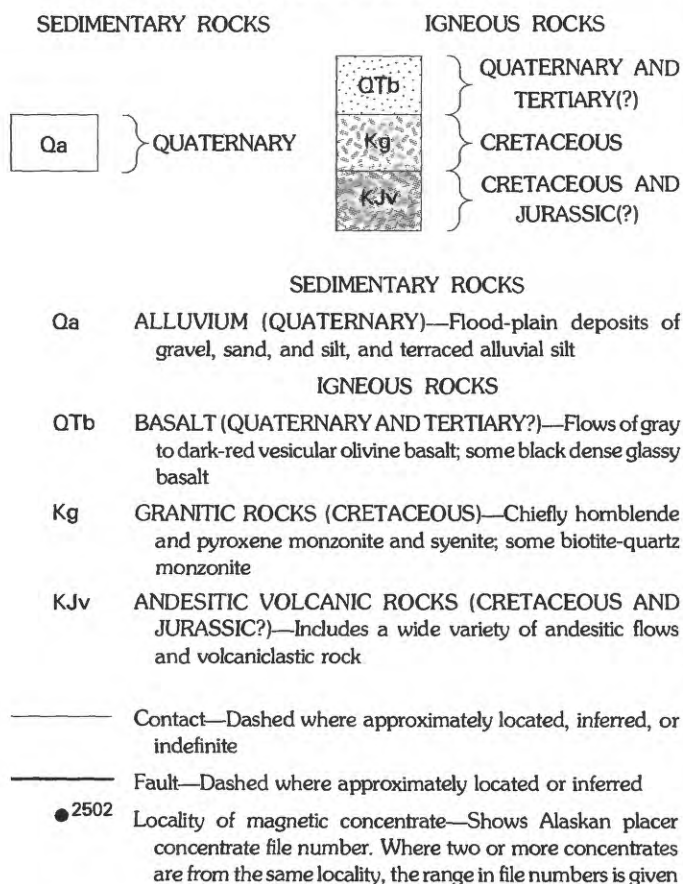 SEDIMENTARY ROCKS
IGNEOUS ROCKS
QTb
QUATERNARY AND
TERTIARY(?)
Qa
QUATERNARY
Kg
CRETACEOUS
KJv
CRETACEOUS AND
JURASSIC(?)
SEDIMENTARY ROCKS
Qa ALLUVIUM (QUATERNARY)—Flood-plain deposits of
gravel, sand, and silt, and terraced alluvial silt
IGNEOUS ROCKS
QTb BASALT (QUATERNARY AND TERTIARY?)—Flows of gray
to dark-red vesicular olivine basalt; some black dense glassy
basalt
Kg GRANITIC ROCKS (CRETACEOUS)—Chiefly hornblende
and pyroxene monzonite and syenite; some biotite-quartz
monzonite
KJv ANDESITIC VOLCANIC ROCKS (CRETACEOUS AND
JURASSIC?)—Includes a wide variety of andesitic flows
and volcaniclastic rock
Contact—Dashed where approximately located, inferred, or
indefinite
Fault—Dashed where approximately located or inferred
2502 Locality of magnetic concentrate—Shows Alaskan placer
concentrate file number. Where two or more concentrates
are from the same locality, the range in file numbers is given